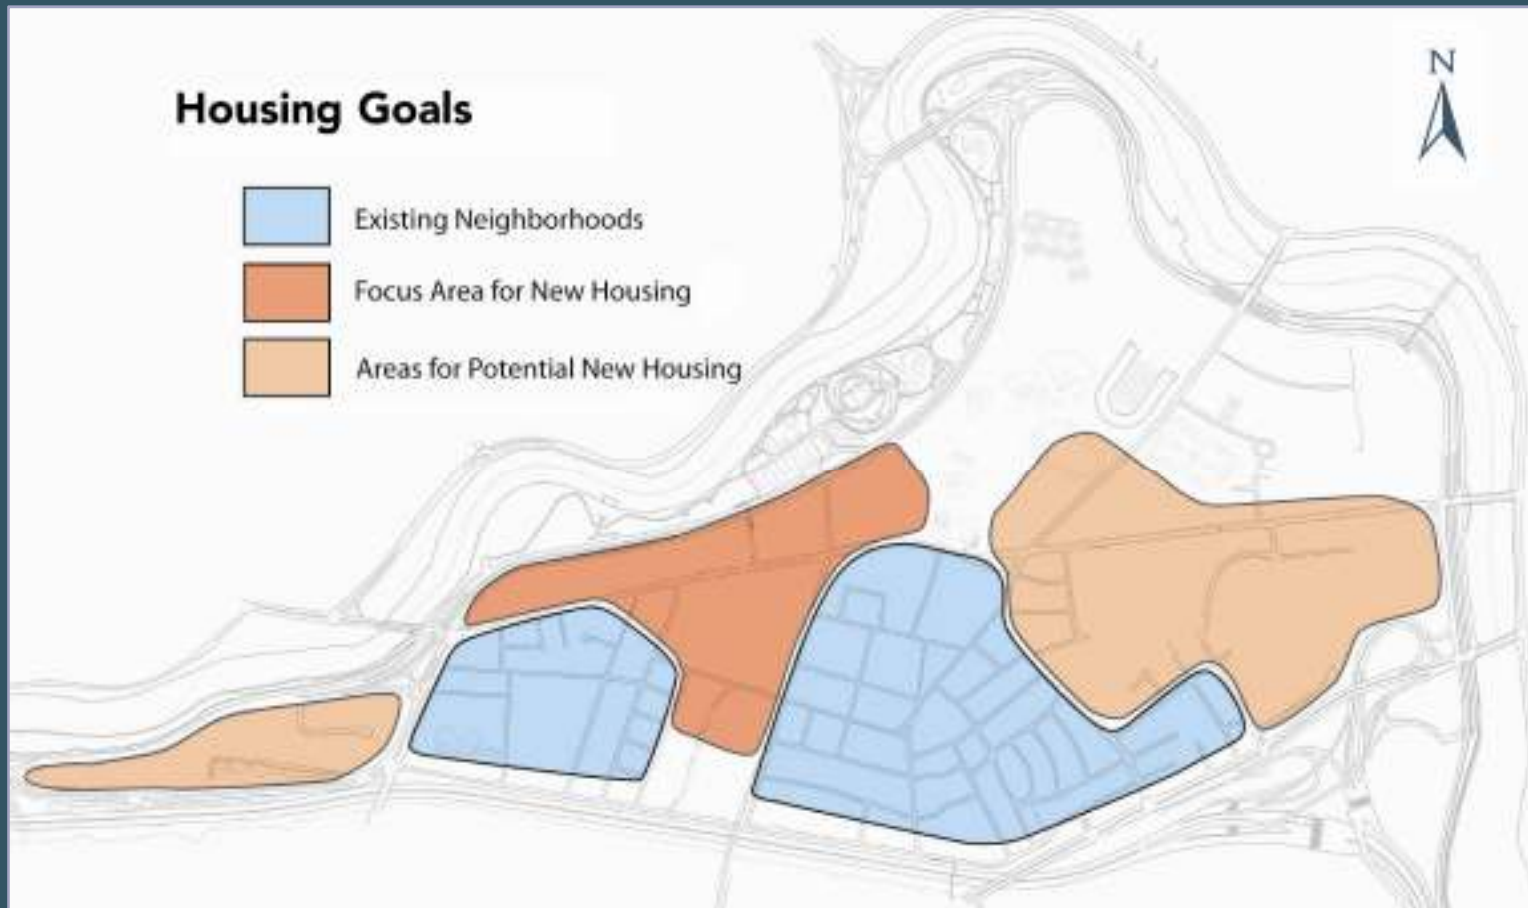 N
Housing Goals
Existing Neighborhoods
Focus Area for New Housing
Areas for Potential New Housing